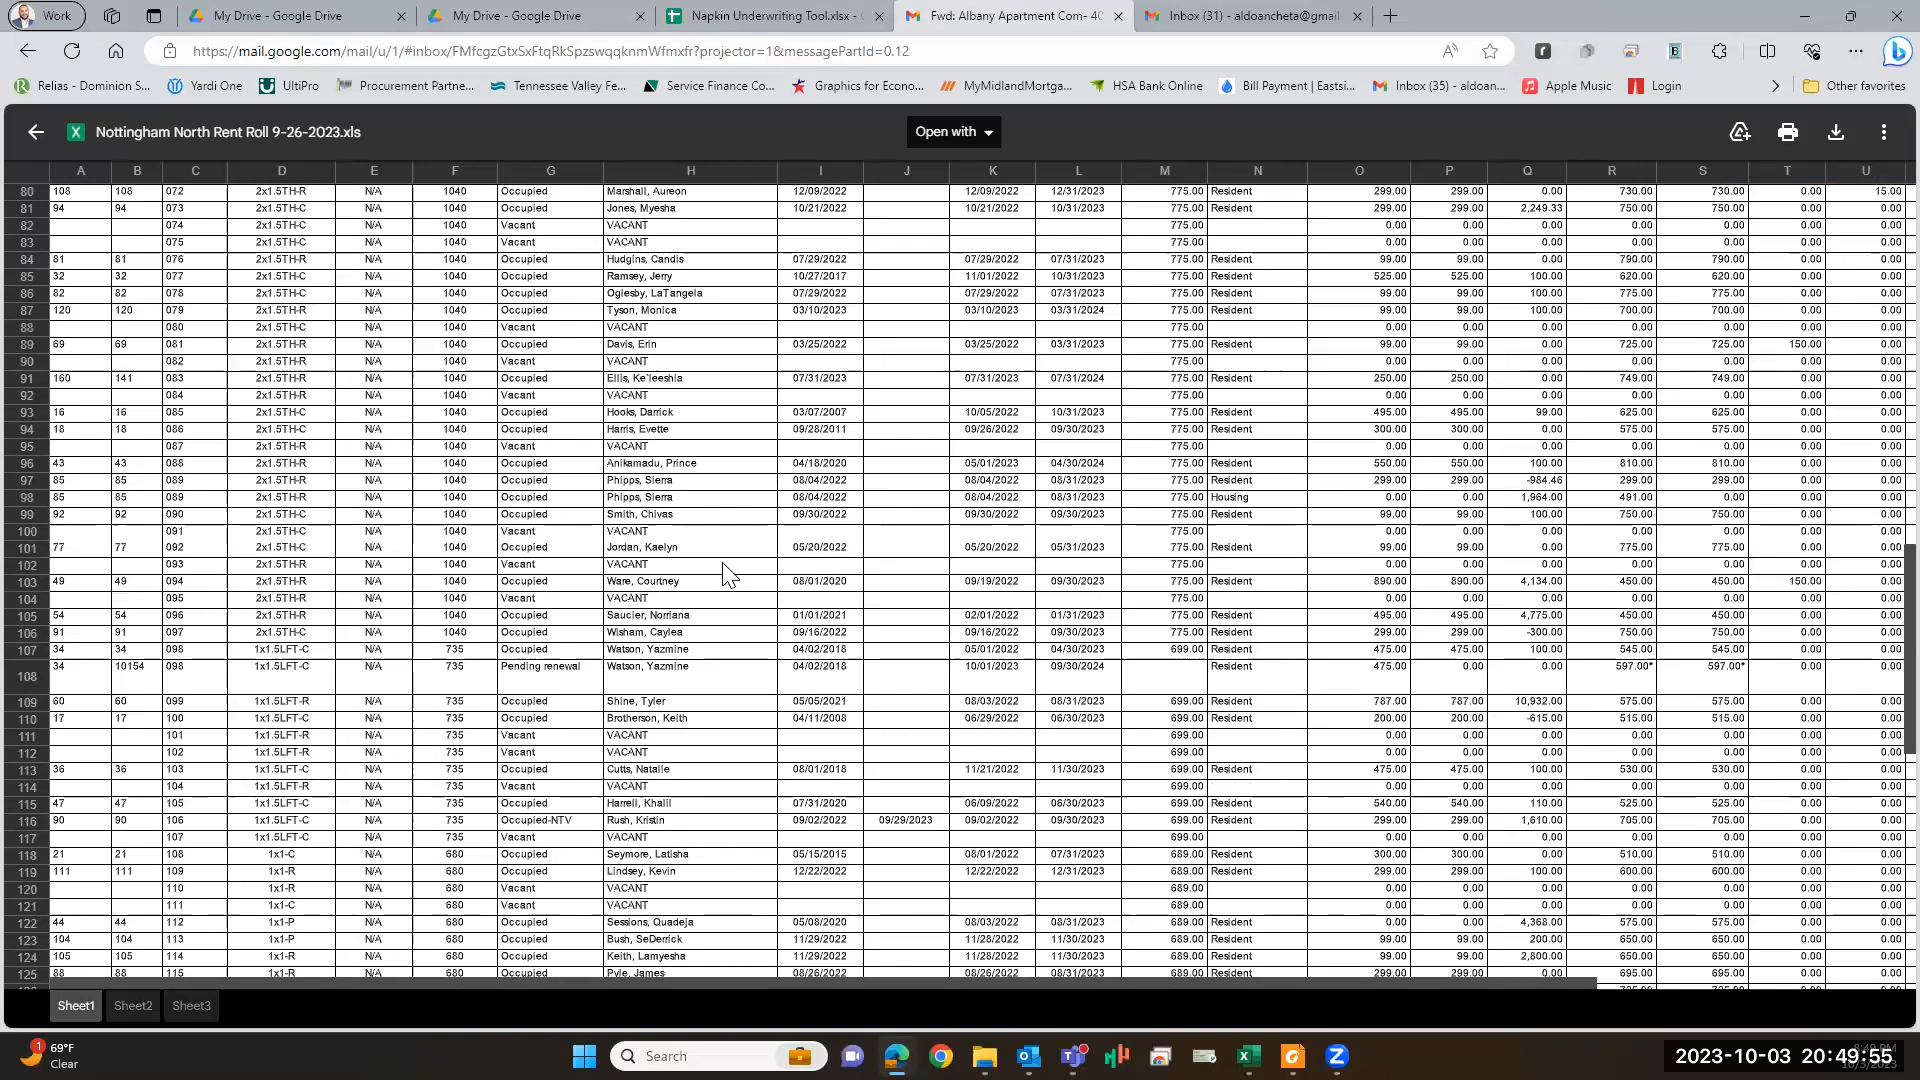 Work My Drive - Google Drive My Drive - Google Drive Napkin Underwriting Tool.xlsx - Fwd: Albany Apartment Com- 40 Inbox (31) - aldoancheta@gmail
https://mail.google.com/mail/u/1/#inbox/FMfcgzGtxSxFtqRkSpzswqqknmWfmxfr?projector=1&messagePartId=0.12
Relias - Dominion S... Yardi One UltiPro Procurement Partne... Tennessee Valley Fe... Service Finance Co... Graphics for Econo... MyMidlandMortga... HSA Bank Online Bill Payment | Eastsi... Inbox (35) - aldoan... Apple Music Login Other favorites
Nottingham North Rent Roll 9-26-2023.xls Open with
A B C D E F G H I J K L M N O P Q R S T U
80 108 108 072 2x1.5TH-R N/A 1040 Occupied Marshall, Aureon 12/09/2022 12/09/2022 12/31/2023 775.00 Resident 299.00 299.00 0.00 730.00 730.00 0.00 15.00
81 94 94 073 2x1.5TH-C N/A 1040 Occupied Jones, Myesha 10/21/2022 10/21/2022 10/31/2023 775.00 Resident 299.00 299.00 2,249.33 750.00 750.00 0.00 0.00
82 074 2x1.5TH-C N/A 1040 Vacant VACANT 775.00 0.00 0.00 0.00 0.00 0.00 0.00 0.00
83 075 2x1.5TH-C N/A 1040 Vacant VACANT 775.00 0.00 0.00 0.00 0.00 0.00 0.00 0.00
84 81 81 076 2x1.5TH-R N/A 1040 Occupied Hudgins, Candis 07/29/2022 07/29/2022 07/31/2023 775.00 Resident 99.00 99.00 0.00 790.00 790.00 0.00 0.00
85 32 32 077 2x1.5TH-C N/A 1040 Occupied Ramsey, Jerry 10/27/2017 11/01/2022 10/31/2023 775.00 Resident 525.00 525.00 100.00 620.00 620.00 0.00 0.00
86 82 82 078 2x1.5TH-C N/A 1040 Occupied Oglesby, LaTangela 07/29/2022 07/29/2022 07/31/2023 775.00 Resident 99.00 99.00 100.00 775.00 775.00 0.00 0.00
87 120 120 079 2x1.5TH-R N/A 1040 Occupied Tyson, Monica 03/10/2023 03/10/2023 03/31/2024 775.00 Resident 99.00 99.00 100.00 700.00 700.00 0.00 0.00
88 080 2x1.5TH-C N/A 1040 Vacant VACANT 775.00 0.00 0.00 0.00 0.00 0.00 0.00 0.00
89 69 69 081 2x1.5TH-R N/A 1040 Occupied Davis, Erin 03/25/2022 03/25/2022 03/31/2023 775.00 Resident 99.00 99.00 0.00 725.00 725.00 150.00 0.00
90 082 2x1.5TH-R N/A 1040 Vacant VACANT 775.00 0.00 0.00 0.00 0.00 0.00 0.00 0.00
91 160 141 083 2x1.5TH-R N/A 1040 Occupied Ellis, Ke`leeshia 07/31/2023 07/31/2023 07/31/2024 775.00 Resident 250.00 250.00 0.00 749.00 749.00 0.00 0.00
92 084 2x1.5TH-R N/A 1040 Vacant VACANT 775.00 0.00 0.00 0.00 0.00 0.00 0.00 0.00
93 16 16 085 2x1.5TH-C N/A 1040 Occupied Hooks, Darrick 03/07/2007 10/05/2022 10/31/2023 775.00 Resident 495.00 495.00 99.00 625.00 625.00 0.00 0.00
94 18 18 086 2x1.5TH-C N/A 1040 Occupied Harris, Evette 09/28/2011 09/26/2022 09/30/2023 775.00 Resident 300.00 300.00 0.00 575.00 575.00 0.00 0.00
95 087 2x1.5TH-R N/A 1040 Vacant VACANT 775.00 0.00 0.00 0.00 0.00 0.00 0.00 0.00
96 43 43 088 2x1.5TH-R N/A 1040 Occupied Anikamadu, Prince 04/18/2020 05/01/2023 04/30/2024 775.00 Resident 550.00 550.00 100.00 810.00 810.00 0.00 0.00
97 85 85 089 2x1.5TH-R N/A 1040 Occupied Phipps, Sierra 08/04/2022 08/04/2022 08/31/2023 775.00 Resident 299.00 299.00 -984.46 299.00 299.00 0.00 0.00
98 85 85 089 2x1.5TH-R N/A 1040 Occupied Phipps, Sierra 08/04/2022 08/04/2022 08/31/2023 775.00 Housing 0.00 0.00 1,964.00 491.00 0.00 0.00 0.00
99 92 92 090 2x1.5TH-C N/A 1040 Occupied Smith, Chivas 09/30/2022 09/30/2022 09/30/2023 775.00 Resident 99.00 99.00 100.00 750.00 750.00 0.00 0.00
100 091 2x1.5TH-C N/A 1040 Vacant VACANT 775.00 0.00 0.00 0.00 0.00 0.00 0.00 0.00
101 77 77 092 2x1.5TH-C N/A 1040 Occupied Jordan, Kaelyn 05/20/2022 05/20/2022 05/31/2023 775.00 Resident 99.00 99.00 0.00 775.00 775.00 0.00 0.00
102 093 2x1.5TH-R N/A 1040 Vacant VACANT 775.00 0.00 0.00 0.00 0.00 0.00 0.00 0.00
103 49 49 094 2x1.5TH-R N/A 1040 Occupied Ware, Courtney 08/01/2020 09/19/2022 09/30/2023 775.00 Resident 890.00 890.00 4,134.00 450.00 450.00 150.00 0.00
104 095 2x1.5TH-R N/A 1040 Vacant VACANT 775.00 0.00 0.00 0.00 0.00 0.00 0.00 0.00
105 54 54 096 2x1.5TH-R N/A 1040 Occupied Saucier, Norriana 01/01/2021 02/01/2022 01/31/2023 775.00 Resident 495.00 495.00 4,775.00 450.00 450.00 0.00 0.00
106 91 91 097 2x1.5TH-C N/A 1040 Occupied Wisham, Caylea 09/16/2022 09/16/2022 09/30/2023 775.00 Resident 299.00 299.00 -300.00 750.00 750.00 0.00 0.00
107 34 34 098 1x1.5LFT-C N/A 735 Occupied Watson, Yazmine 04/02/2018 05/01/2022 04/30/2023 699.00 Resident 475.00 475.00 100.00 545.00 545.00 0.00 0.00
108 34 10154 098 1x1.5LFT-C N/A 735 Pending renewal Watson, Yazmine 04/02/2018 10/01/2023 09/30/2024 Resident 475.00 0.00 0.00 597.00* 597.00* 0.00 0.00
109 60 60 099 1x1.5LFT-R N/A 735 Occupied Shine, Tyler 05/05/2021 08/03/2022 08/31/2023 699.00 Resident 787.00 787.00 10,932.00 575.00 575.00 0.00 0.00
110 17 17 100 1x1.5LFT-C N/A 735 Occupied Brotherson, Keith 04/11/2008 06/29/2022 06/30/2023 699.00 Resident 200.00 200.00 -615.00 515.00 515.00 0.00 0.00
111 101 1x1.5LFT-R N/A 735 Vacant VACANT 699.00 0.00 0.00 0.00 0.00 0.00 0.00 0.00
112 102 1x1.5LFT-R N/A 735 Vacant VACANT 699.00 0.00 0.00 0.00 0.00 0.00 0.00 0.00
113 36 36 103 1x1.5LFT-C N/A 735 Occupied Cutts, Natalie 08/01/2018 11/21/2022 11/30/2023 699.00 Resident 475.00 475.00 100.00 530.00 530.00 0.00 0.00
114 104 1x1.5LFT-R N/A 735 Vacant VACANT 699.00 0.00 0.00 0.00 0.00 0.00 0.00 0.00
115 47 47 105 1x1.5LFT-C N/A 735 Occupied Harrell, Khalil 07/31/2020 06/09/2022 06/30/2023 699.00 Resident 540.00 540.00 110.00 525.00 525.00 0.00 0.00
116 90 90 106 1x1.5LFT-C N/A 735 Occupied-NTV Rush, Kristin 09/02/2022 09/29/2023 09/02/2022 09/30/2023 699.00 Resident 299.00 299.00 1,610.00 705.00 705.00 0.00 0.00
117 107 1x1.5LFT-C N/A 735 Vacant VACANT 699.00 0.00 0.00 0.00 0.00 0.00 0.00 0.00
118 21 21 108 1x1-C N/A 680 Occupied Seymore, Latisha 05/15/2015 08/01/2022 07/31/2023 689.00 Resident 300.00 300.00 0.00 510.00 510.00 0.00 0.00
119 111 111 109 1x1-R N/A 680 Occupied Lindsey, Kevin 12/22/2022 12/22/2022 12/31/2023 689.00 Resident 299.00 299.00 100.00 600.00 600.00 0.00 0.00
120 110 1x1-R N/A 680 Vacant VACANT 689.00 0.00 0.00 0.00 0.00 0.00 0.00 0.00
121 111 1x1-C N/A 680 Vacant VACANT 689.00 0.00 0.00 0.00 0.00 0.00 0.00 0.00
122 44 44 112 1x1-P N/A 680 Occupied Sessions, Quadeja 05/08/2020 08/03/2022 08/31/2023 689.00 Resident 0.00 0.00 4,368.00 575.00 575.00 0.00 0.00
123 104 104 113 1x1-P N/A 680 Occupied Bush, SeDerrick 11/29/2022 11/28/2022 11/30/2023 689.00 Resident 99.00 99.00 200.00 650.00 650.00 0.00 0.00
124 105 105 114 1x1-R N/A 680 Occupied Keith, Lamyesha 11/29/2022 11/28/2022 11/30/2023 689.00 Resident 99.00 99.00 2,800.00 650.00 650.00 0.00 0.00
125 88 88 115 1x1-R N/A 680 Occupied Pyle, James 08/26/2022 08/26/2022 08/31/2023 689.00 Resident 299.00 299.00 0.00 695.00 695.00 0.00 0.00
Sheet1 Sheet2 Sheet3
1 69°F
Clear
Search
2023-10-03 20:49:55